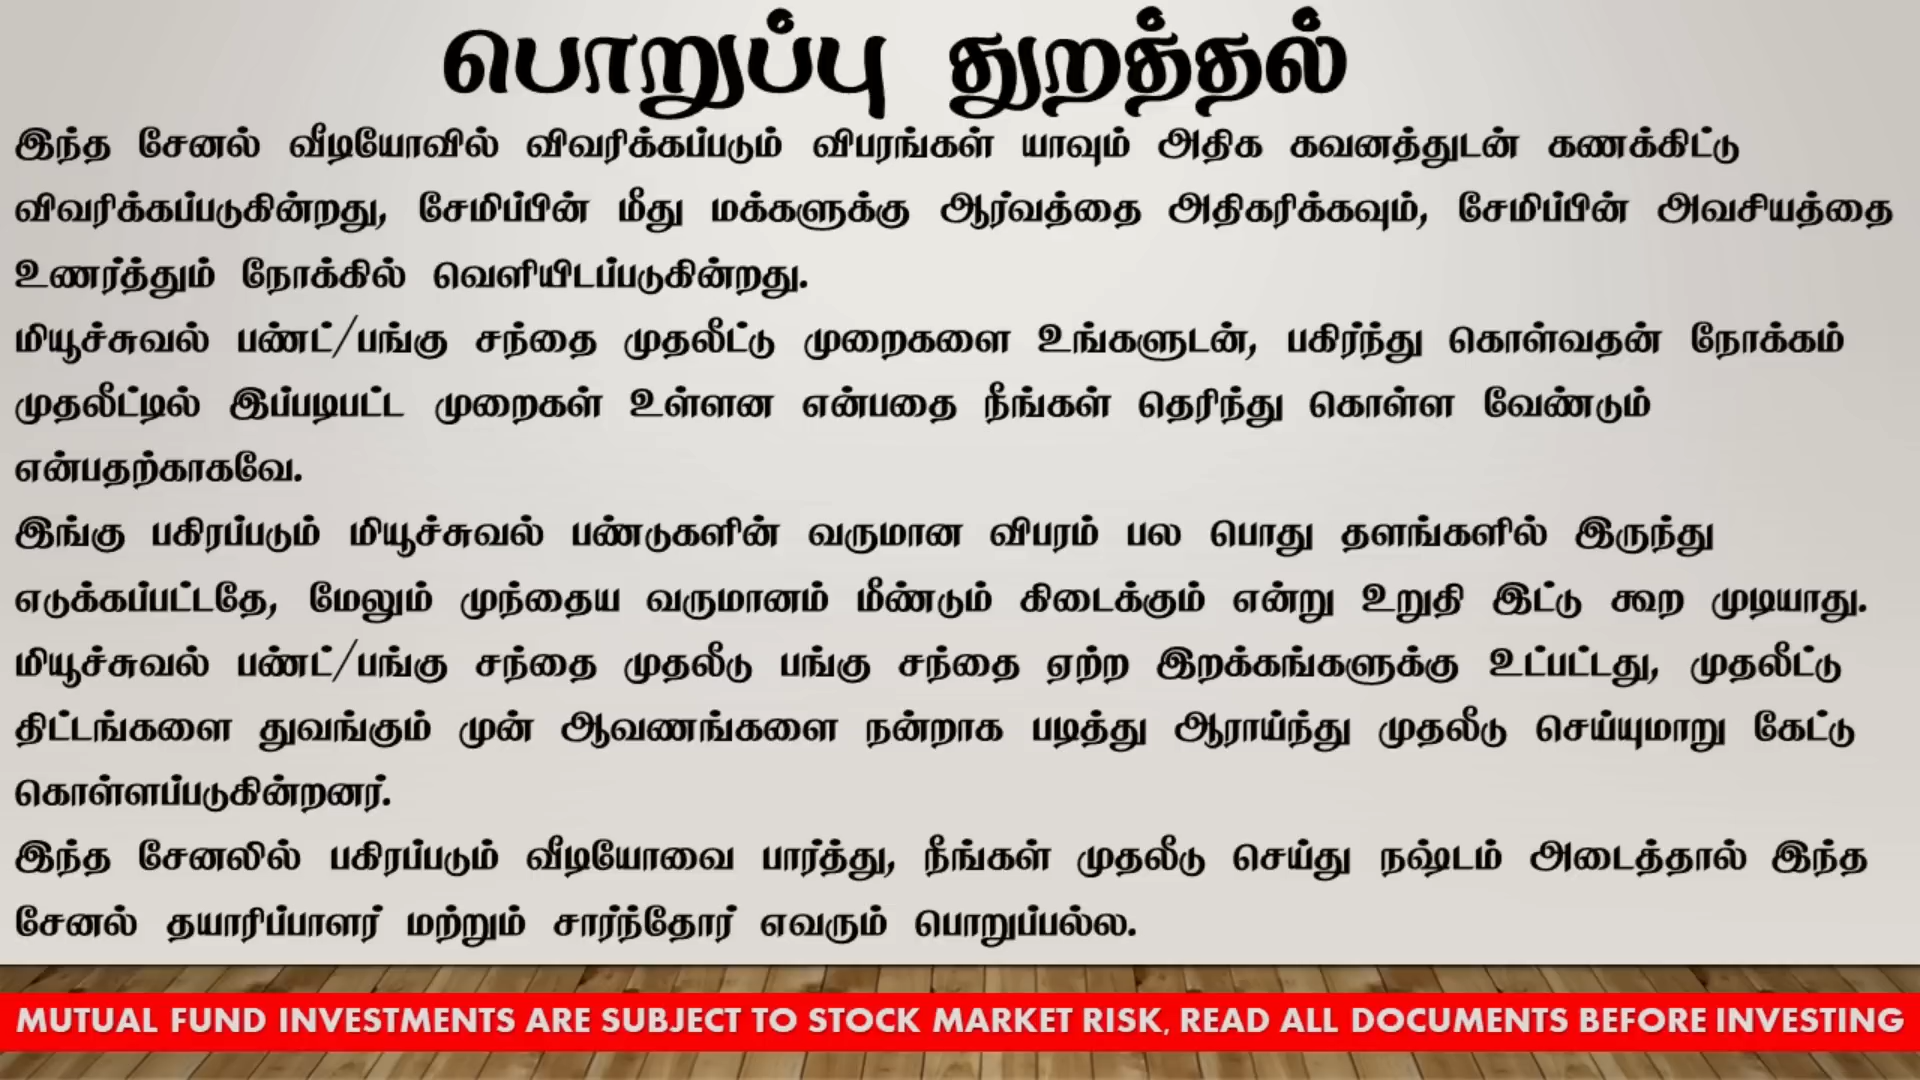 பொறுப்பு துறத்தல்
இந்த சேனல் வீடியோவில் விவரிக்கப்படும் விபரங்கள் யாவும் அதிக கவனத்துடன் கணக்கிட்டு
விவரிக்கப்படுகின்றது, சேமிப்பின் மீது மக்களுக்கு ஆர்வத்தை அதிகரிக்கவும், சேமிப்பின் அவசியத்தை
உணர்த்தும் நோக்கில் வெளியிடப்படுகின்றது.
மியூச்சுவல் பண்ட்/பங்கு சந்தை முதலீட்டு முறைகளை உங்களுடன், பகிர்ந்து கொள்வதன் நோக்கம்
முதலீட்டில் இப்படிபட்ட முறைகள் உள்ளன என்பதை நீங்கள் தெரிந்து கொள்ள வேண்டும்
என்பதற்காகவே.
இங்கு பகிரப்படும் மியூச்சுவல் பண்டுகளின் வருமான விபரம் பல பொது தளங்களில் இருந்து
எடுக்கப்பட்டதே, மேலும் முந்தைய வருமானம் மீண்டும் கிடைக்கும் என்று உறுதி இட்டு கூற முடியாது.
மியூச்சுவல் பண்ட்/பங்கு சந்தை முதலீடு பங்கு சந்தை ஏற்ற இறக்கங்களுக்கு உட்பட்டது, முதலீட்டு
திட்டங்களை துவங்கும் முன் ஆவணங்களை நன்றாக படித்து ஆராய்ந்து முதலீடு செய்யுமாறு கேட்டு
கொள்ளப்படுகின்றனர்.
இந்த சேனலில் பகிரப்படும் வீடியோவை பார்த்து, நீங்கள் முதலீடு செய்து நஷ்டம் அடைத்தால் இந்த
சேனல் தயாரிப்பாளர் மற்றும் சார்ந்தோர் எவரும் பொறுப்பல்ல.
MUTUAL FUND INVESTMENTS ARE SUBJECT TO STOCK MARKET RISK, READ ALL DOCUMENTS BEFORE INVESTING